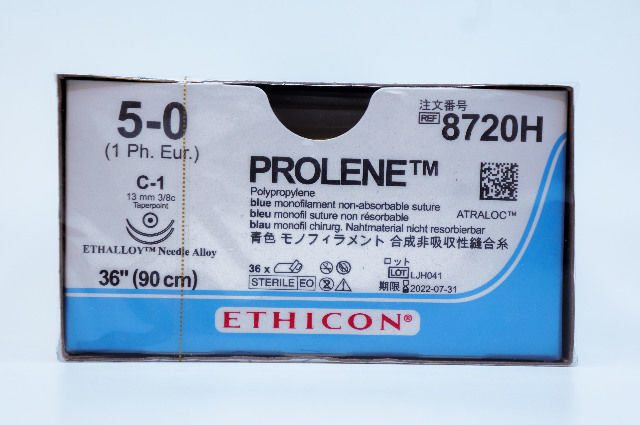 5-0
(1 Ph. Eur.)
C-1
13 mm 3/8c
Taperpoint
ETHALLOY™ Needle Alloy
36" (90 cm)
PROLENE™
Polypropylene
blue monofilament non-absorbable suture
bleu monofil suture non résorbable
blau monofil chirurg. Nahtmaterial nicht resorbierbar
青色 モノフィラメント 合成非吸収性縫合糸
36 x
STERILE EO
注文番号
REF 8720H
ATRALOC™
ロット
LOT LJH041
期限 2022-07-31
ETHICON®